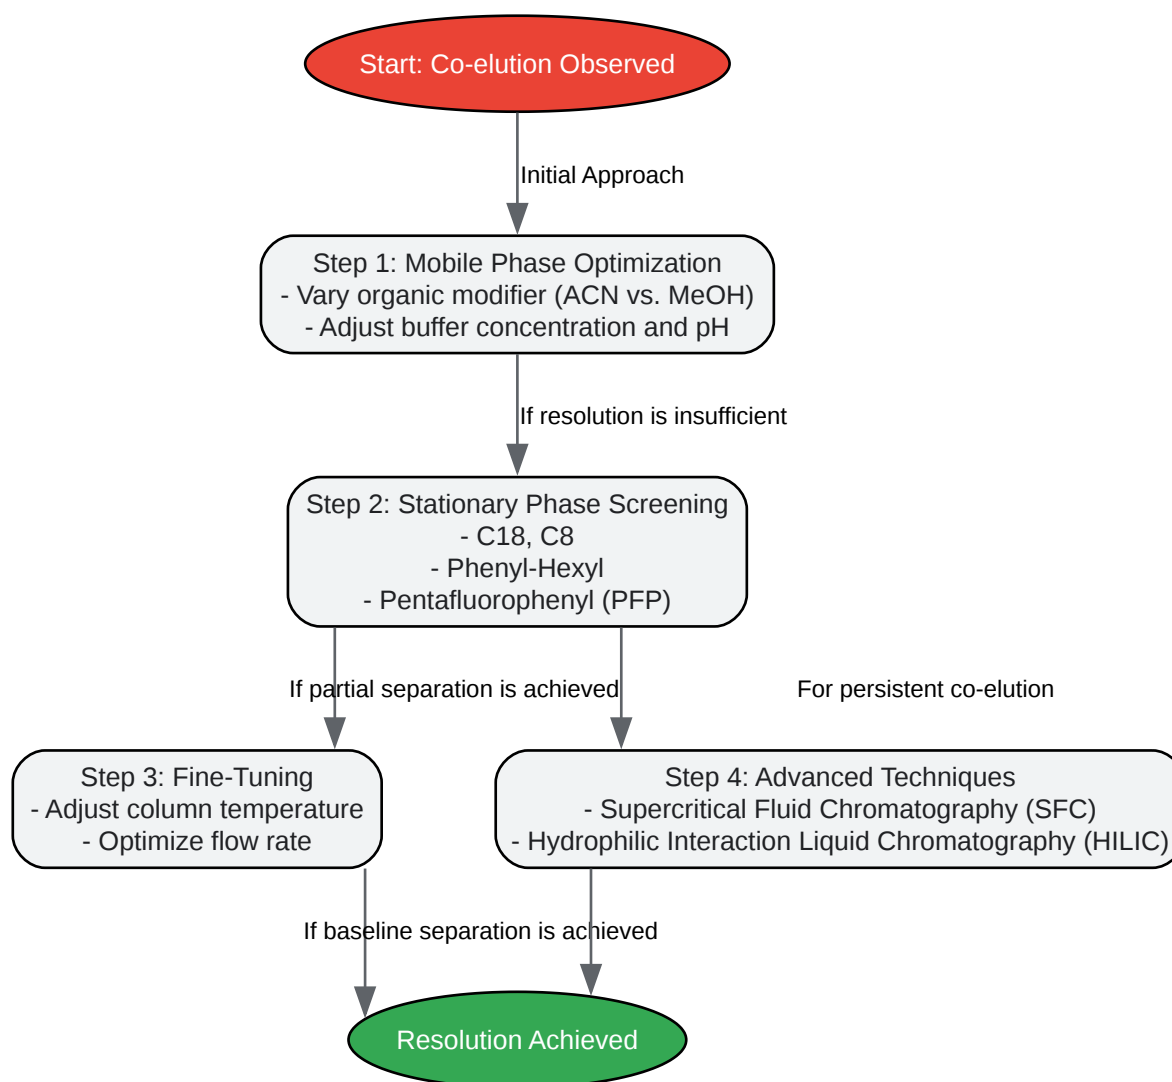 Start: Co-elution Observed
Initial Approach
Step 1: Mobile Phase Optimization
- Vary organic modifier (ACN vs. MeOH)
- Adjust buffer concentration and pH
If resolution is insufficient
Step 2: Stationary Phase Screening
- C18, C8
- Phenyl-Hexyl
- Pentafluorophenyl (PFP)
If partial separation is achieved
For persistent co-elution
Step 3: Fine-Tuning
- Adjust column temperature
- Optimize flow rate
Step 4: Advanced Techniques
- Supercritical Fluid Chromatography (SFC)
- Hydrophilic Interaction Liquid Chromatography (HILIC)
If baseline separation is achieved
Resolution Achieved